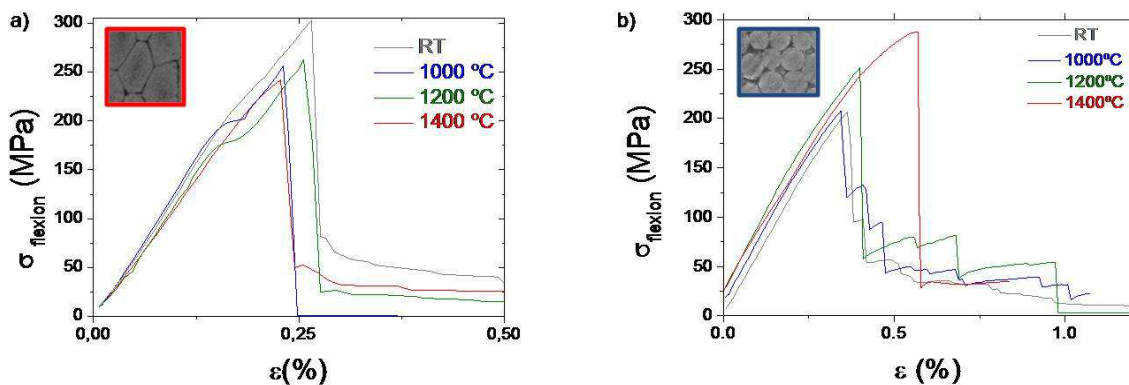 a)
300
250
200
150
100
50
0
σflexion (MPa)
0,00
0,25
0,50
ε(%)
RT
1000 ºC
1200 ºC
1400 ºC
b)
300
250
200
150
100
50
0
σflexion (MPa)
0.0
0.5
1.0
ε (%)
RT
1000ºC
1200ºC
1400ºC